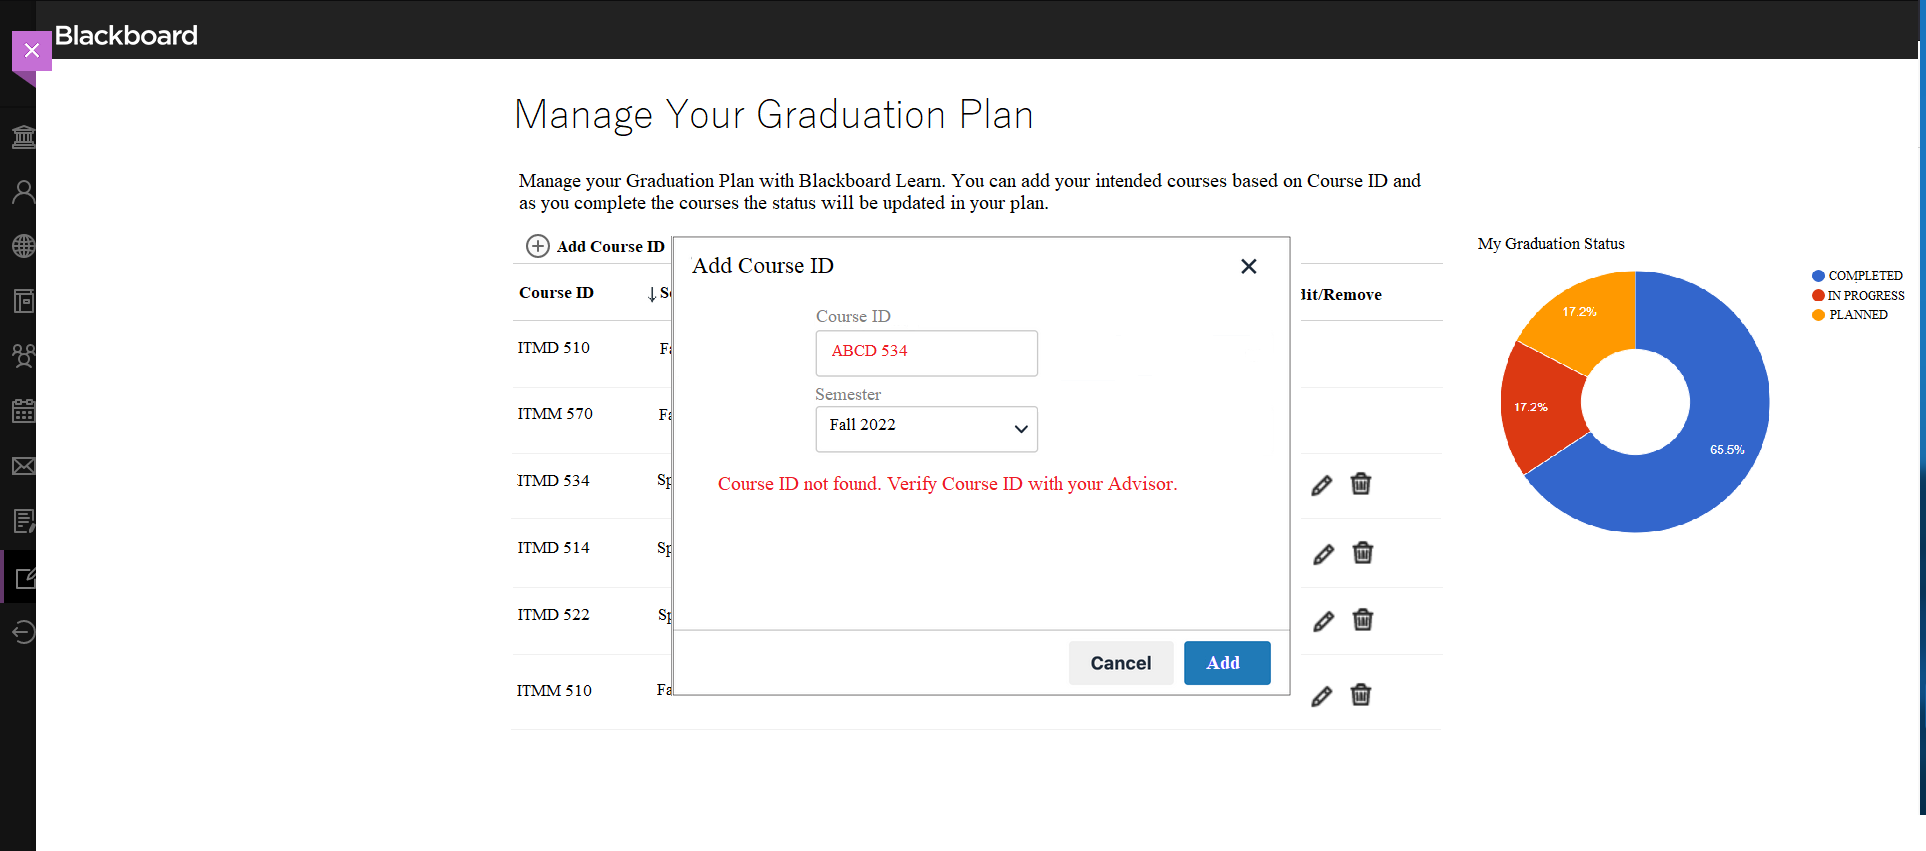 Blackboard
Manage Your Graduation Plan
Manage your Graduation Plan with Blackboard Learn. You can add your intended courses based on Course ID and
as you complete the courses the status will be updated in your plan.
Add Course ID
Course ID
ITMD 510
ITMM 570
ITMD 534
ITMD 514
ITMD 522
ITMM 510
Add Course ID
Course ID
ABCD 534
Semester
Fall 2022
Course ID not found. Verify Course ID with your Advisor.
Cancel
Add
dit/Remove
My Graduation Status
COMPLETED
IN PROGRESS
PLANNED
17.2%
17.2%
65.5%